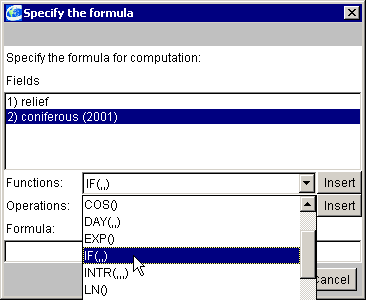 Specify the formula
Specify the formula for computation:
Fields
1) relief
2) coniferous (2001)
Functions: IF(,,) Insert
Operations: Insert
COS()
DAY(,,)
EXP()
Formula:
IF(,,)
INTR(,,,)
LN()